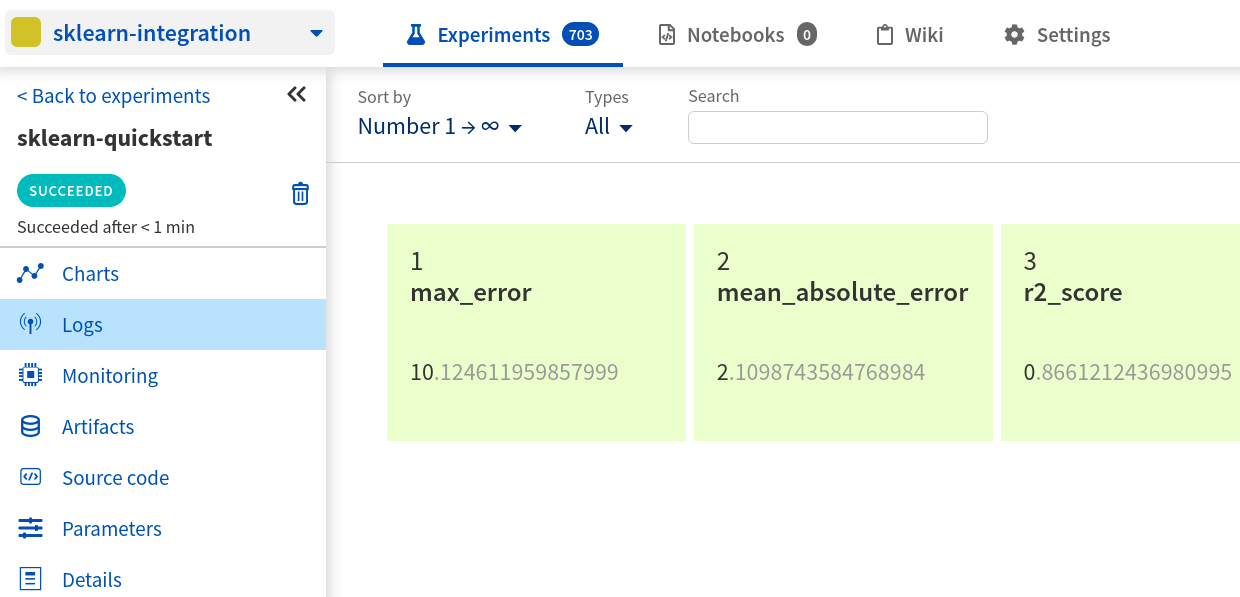 sklearn-integration
Experiments 703
Notebooks 0
Wiki
Settings
< Back to experiments
sklearn-quickstart
SUCCEEDED
Succeeded after < 1 min
Charts
Logs
Monitoring
Artifacts
Source code
Parameters
Details
Sort by
Number 1 → ∞
Types
All
Search
1
max_error
10.124611959857999
2
mean_absolute_error
2.1098743584768984
3
r2_score
0.8661212436980995